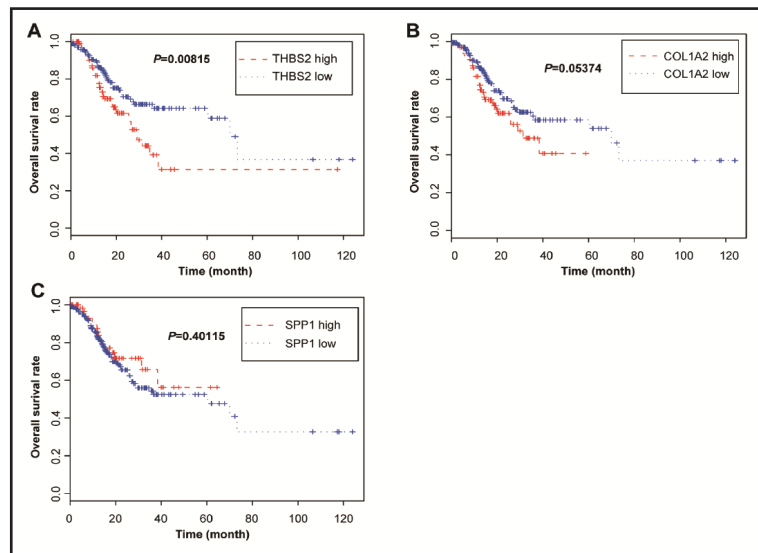 A
P=0.00815
THBS2 high
THBS2 low
Overall survival rate
1.0
0.8
0.6
0.4
0.2
0.0
0 20 40 60 80 100 120
Time (month)
B
P=0.05374
COL1A2 high
COL1A2 low
Overall survival rate
1.0
0.8
0.6
0.4
0.2
0.0
0 20 40 60 80 100 120
Time (month)
C
P=0.40115
SPP1 high
SPP1 low
Overall survival rate
1.0
0.8
0.6
0.4
0.2
0.0
0 20 40 60 80 100 120
Time (month)